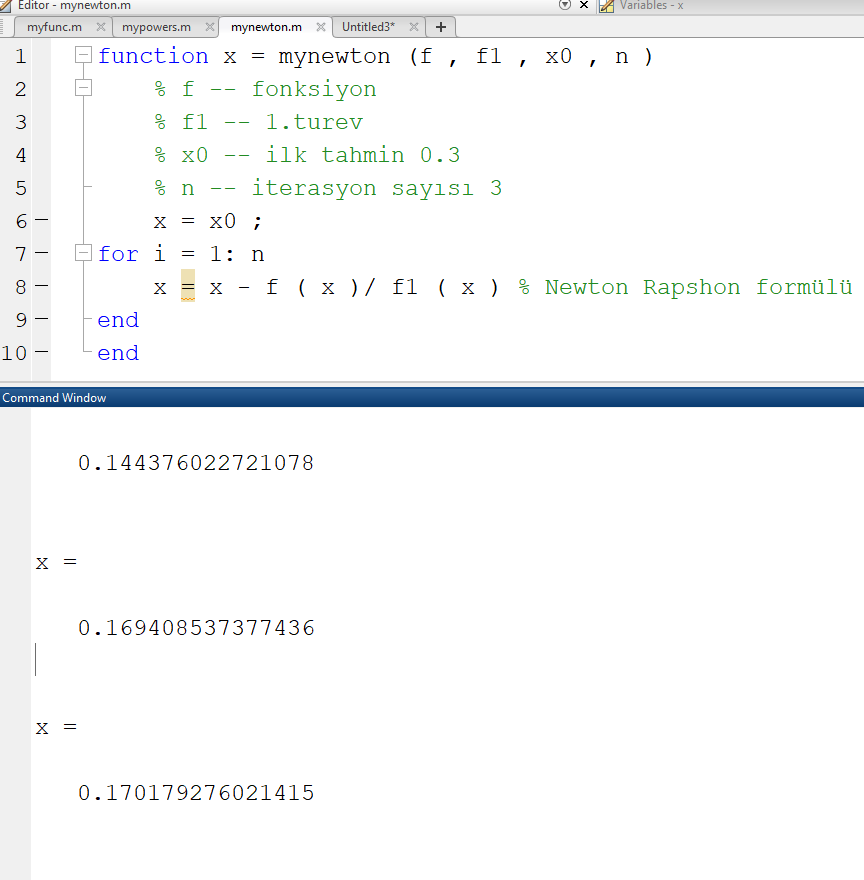 Editor - mynewton.m
Variables - x
myfunc.m mypowers.m mynewton.m Untitled3* +
1 function x = mynewton (f , f1 , x0 , n )
2 % f -- fonksiyon
3 % f1 -- 1.turev
4 % x0 -- ilk tahmin 0.3
5 % n -- iterasyon sayısı 3
6 x = x0 ;
7 for i = 1: n
8 x = x - f ( x )/ f1 ( x ) % Newton Rapshon formülü
9 end
10 end
Command Window
0.144376022721078
x =
0.169408537377436
x =
0.170179276021415